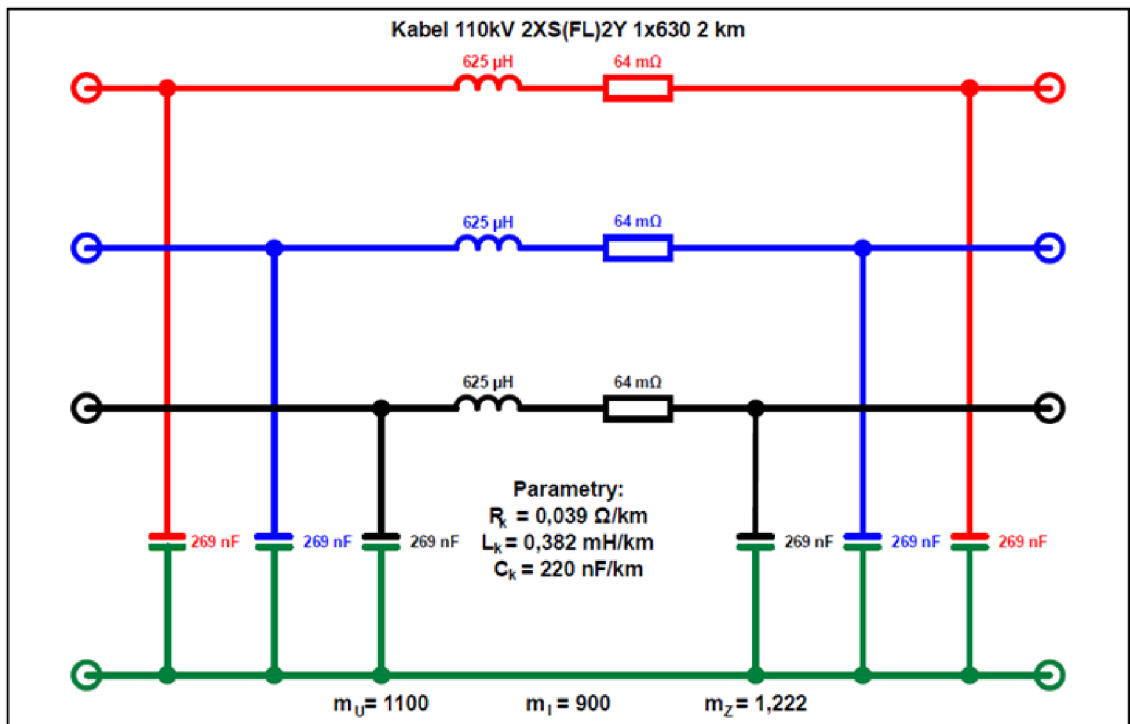 Kabel 110kV 2XS(FL)2Y 1x630 2 km
625 µH 64 mΩ
625 µH 64 mΩ
625 µH 64 mΩ
Parametry:
Rk = 0,039 Ω/km
Lk = 0,382 mH/km
Ck = 220 nF/km
269 nF 269 nF 269 nF 269 nF 269 nF 269 nF
mU= 1100 mI = 900 mZ = 1,222